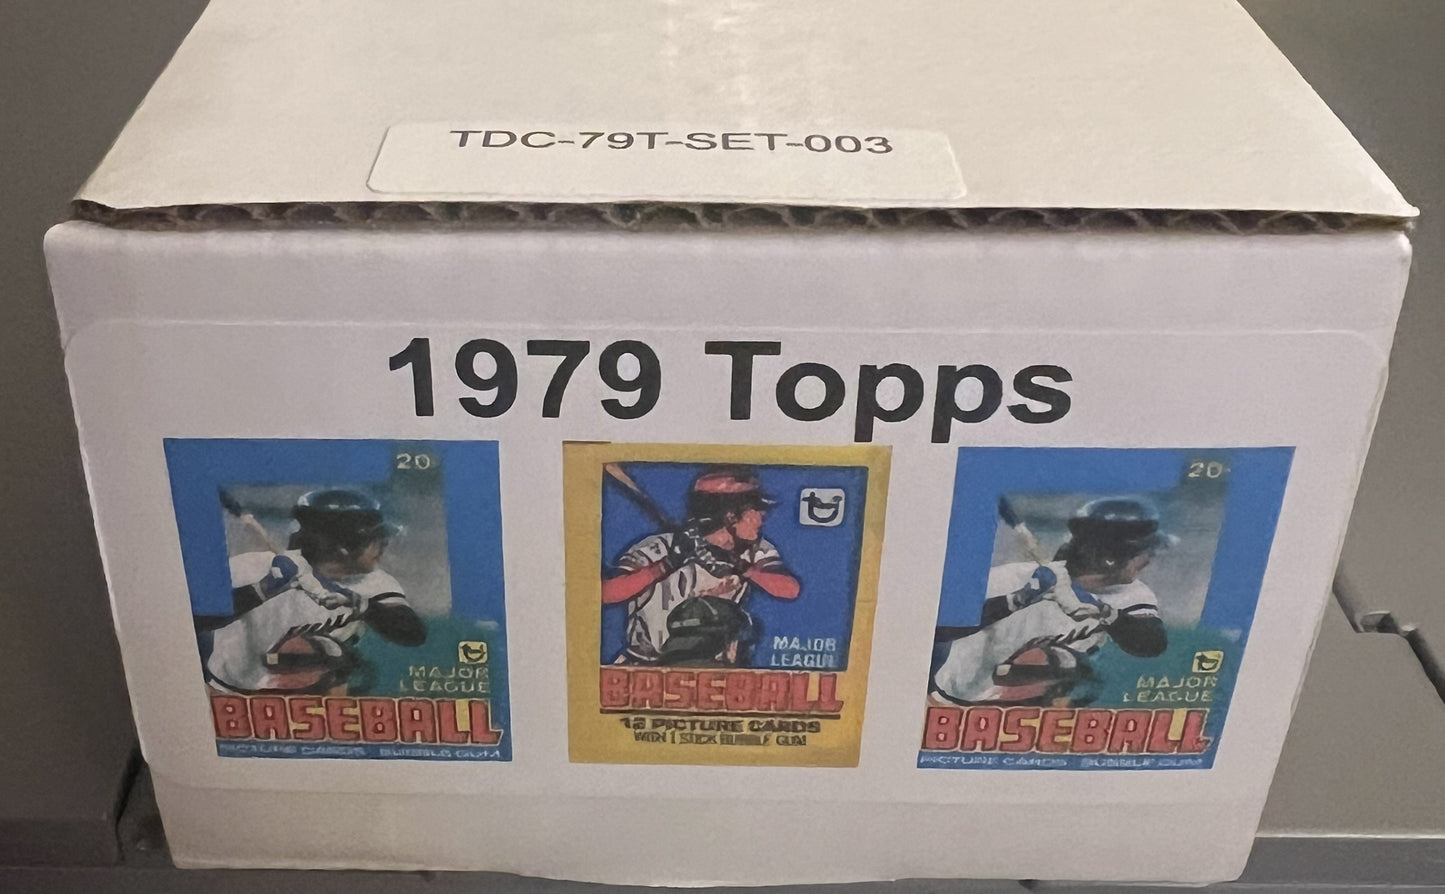 TDC-79T-SET-003
1979 Topps
20
MAJOR
LEAGUE
BASEBALL
PICTURE CARDS BUBBLE GUM
MAJOR
LEAGUE
BASEBALL
12 PICTURE CARDS
WITH 1 STICK BUBBLE GUM
20
MAJOR
LEAGUE
BASEBALL
PICTURE CARDS BUBBLE GUM